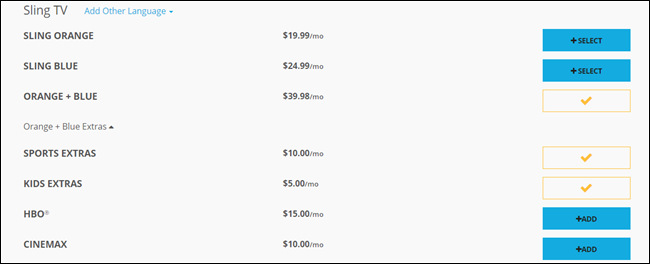 Sling TV Add Other Language
SLING ORANGE $19.99/mo +SELECT
SLING BLUE $24.99/mo +SELECT
ORANGE + BLUE $39.98/mo
Orange + Blue Extras
SPORTS EXTRAS $10.00/mo
KIDS EXTRAS $5.00/mo
HBO® $15.00/mo +ADD
CINEMAX $10.00/mo +ADD